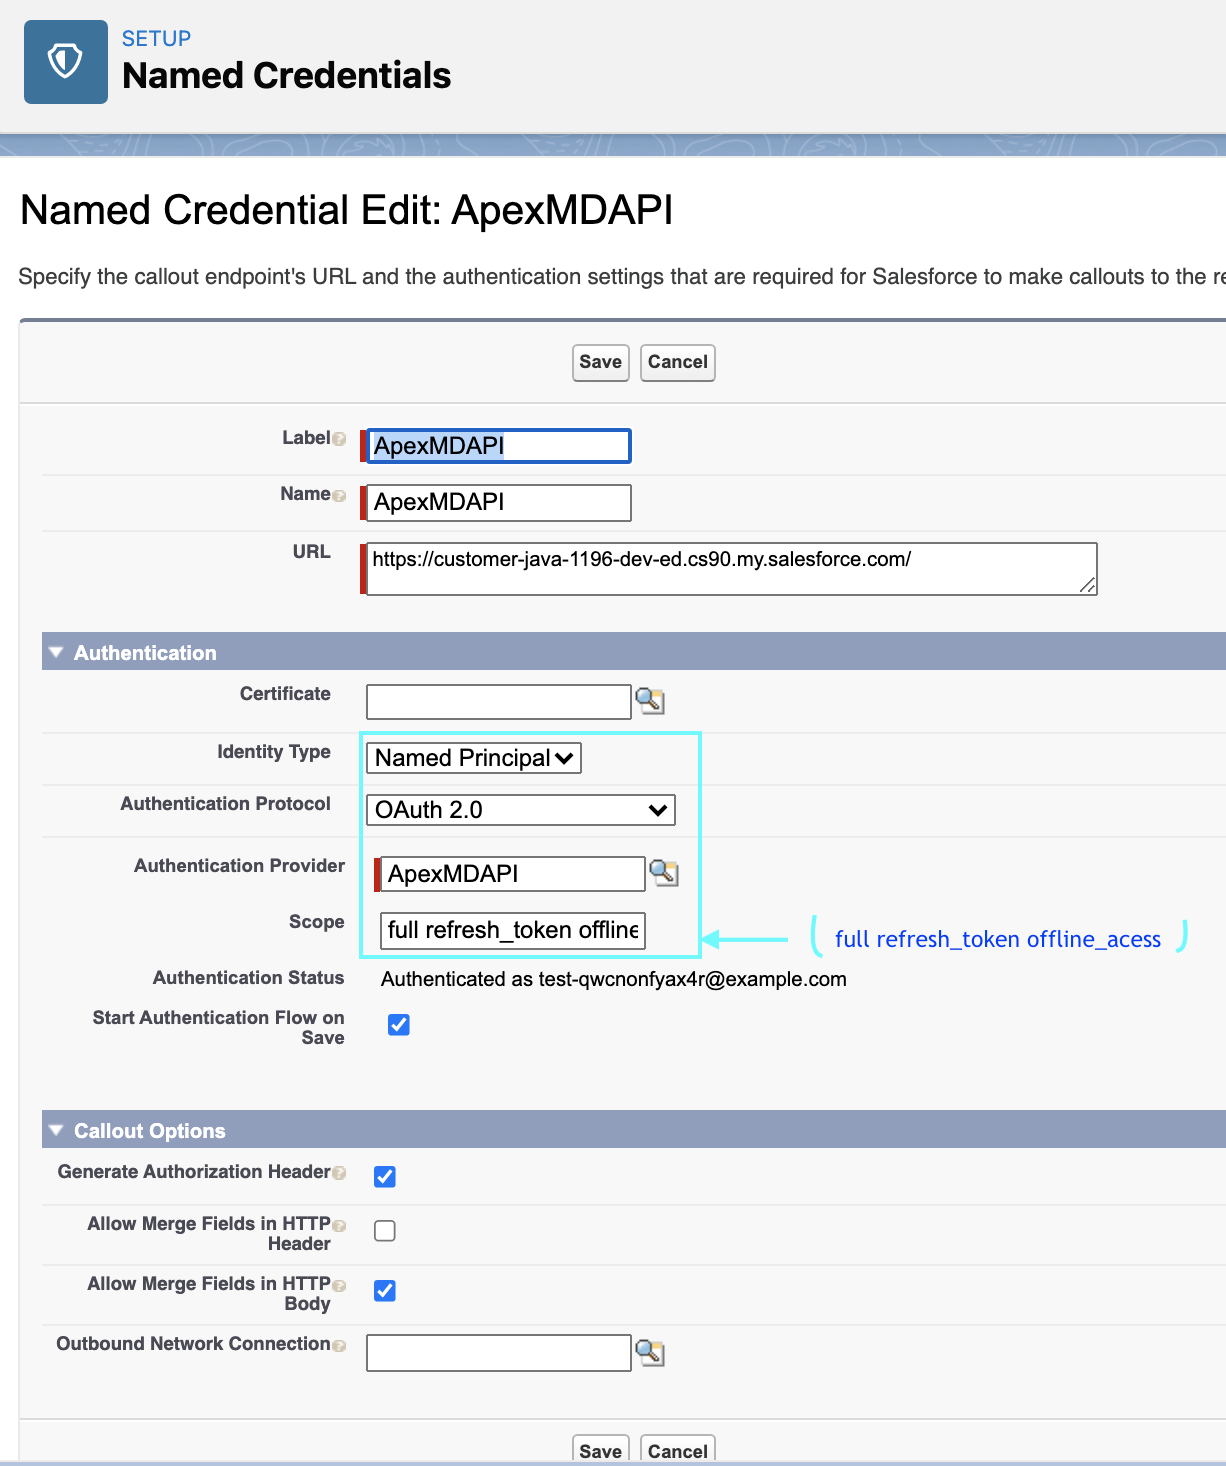 SETUP
Named Credentials
Named Credential Edit: ApexMDAPI
Specify the callout endpoint's URL and the authentication settings that are required for Salesforce to make callouts to the re
Save Cancel
Label ApexMDAPI
Name ApexMDAPI
URL https://customer-java-1196-dev-ed.cs90.my.salesforce.com/
Authentication
Certificate
Identity Type Named Principal
Authentication Protocol OAuth 2.0
Authentication Provider ApexMDAPI
Scope full refresh_token offline ( full refresh_token offline_acess )
Authentication Status Authenticated as test-qwcnonfyax4r@example.com
Start Authentication Flow on
Save
Callout Options
Generate Authorization Header
Allow Merge Fields in HTTP
Header
Allow Merge Fields in HTTP
Body
Outbound Network Connection
Save Cancel